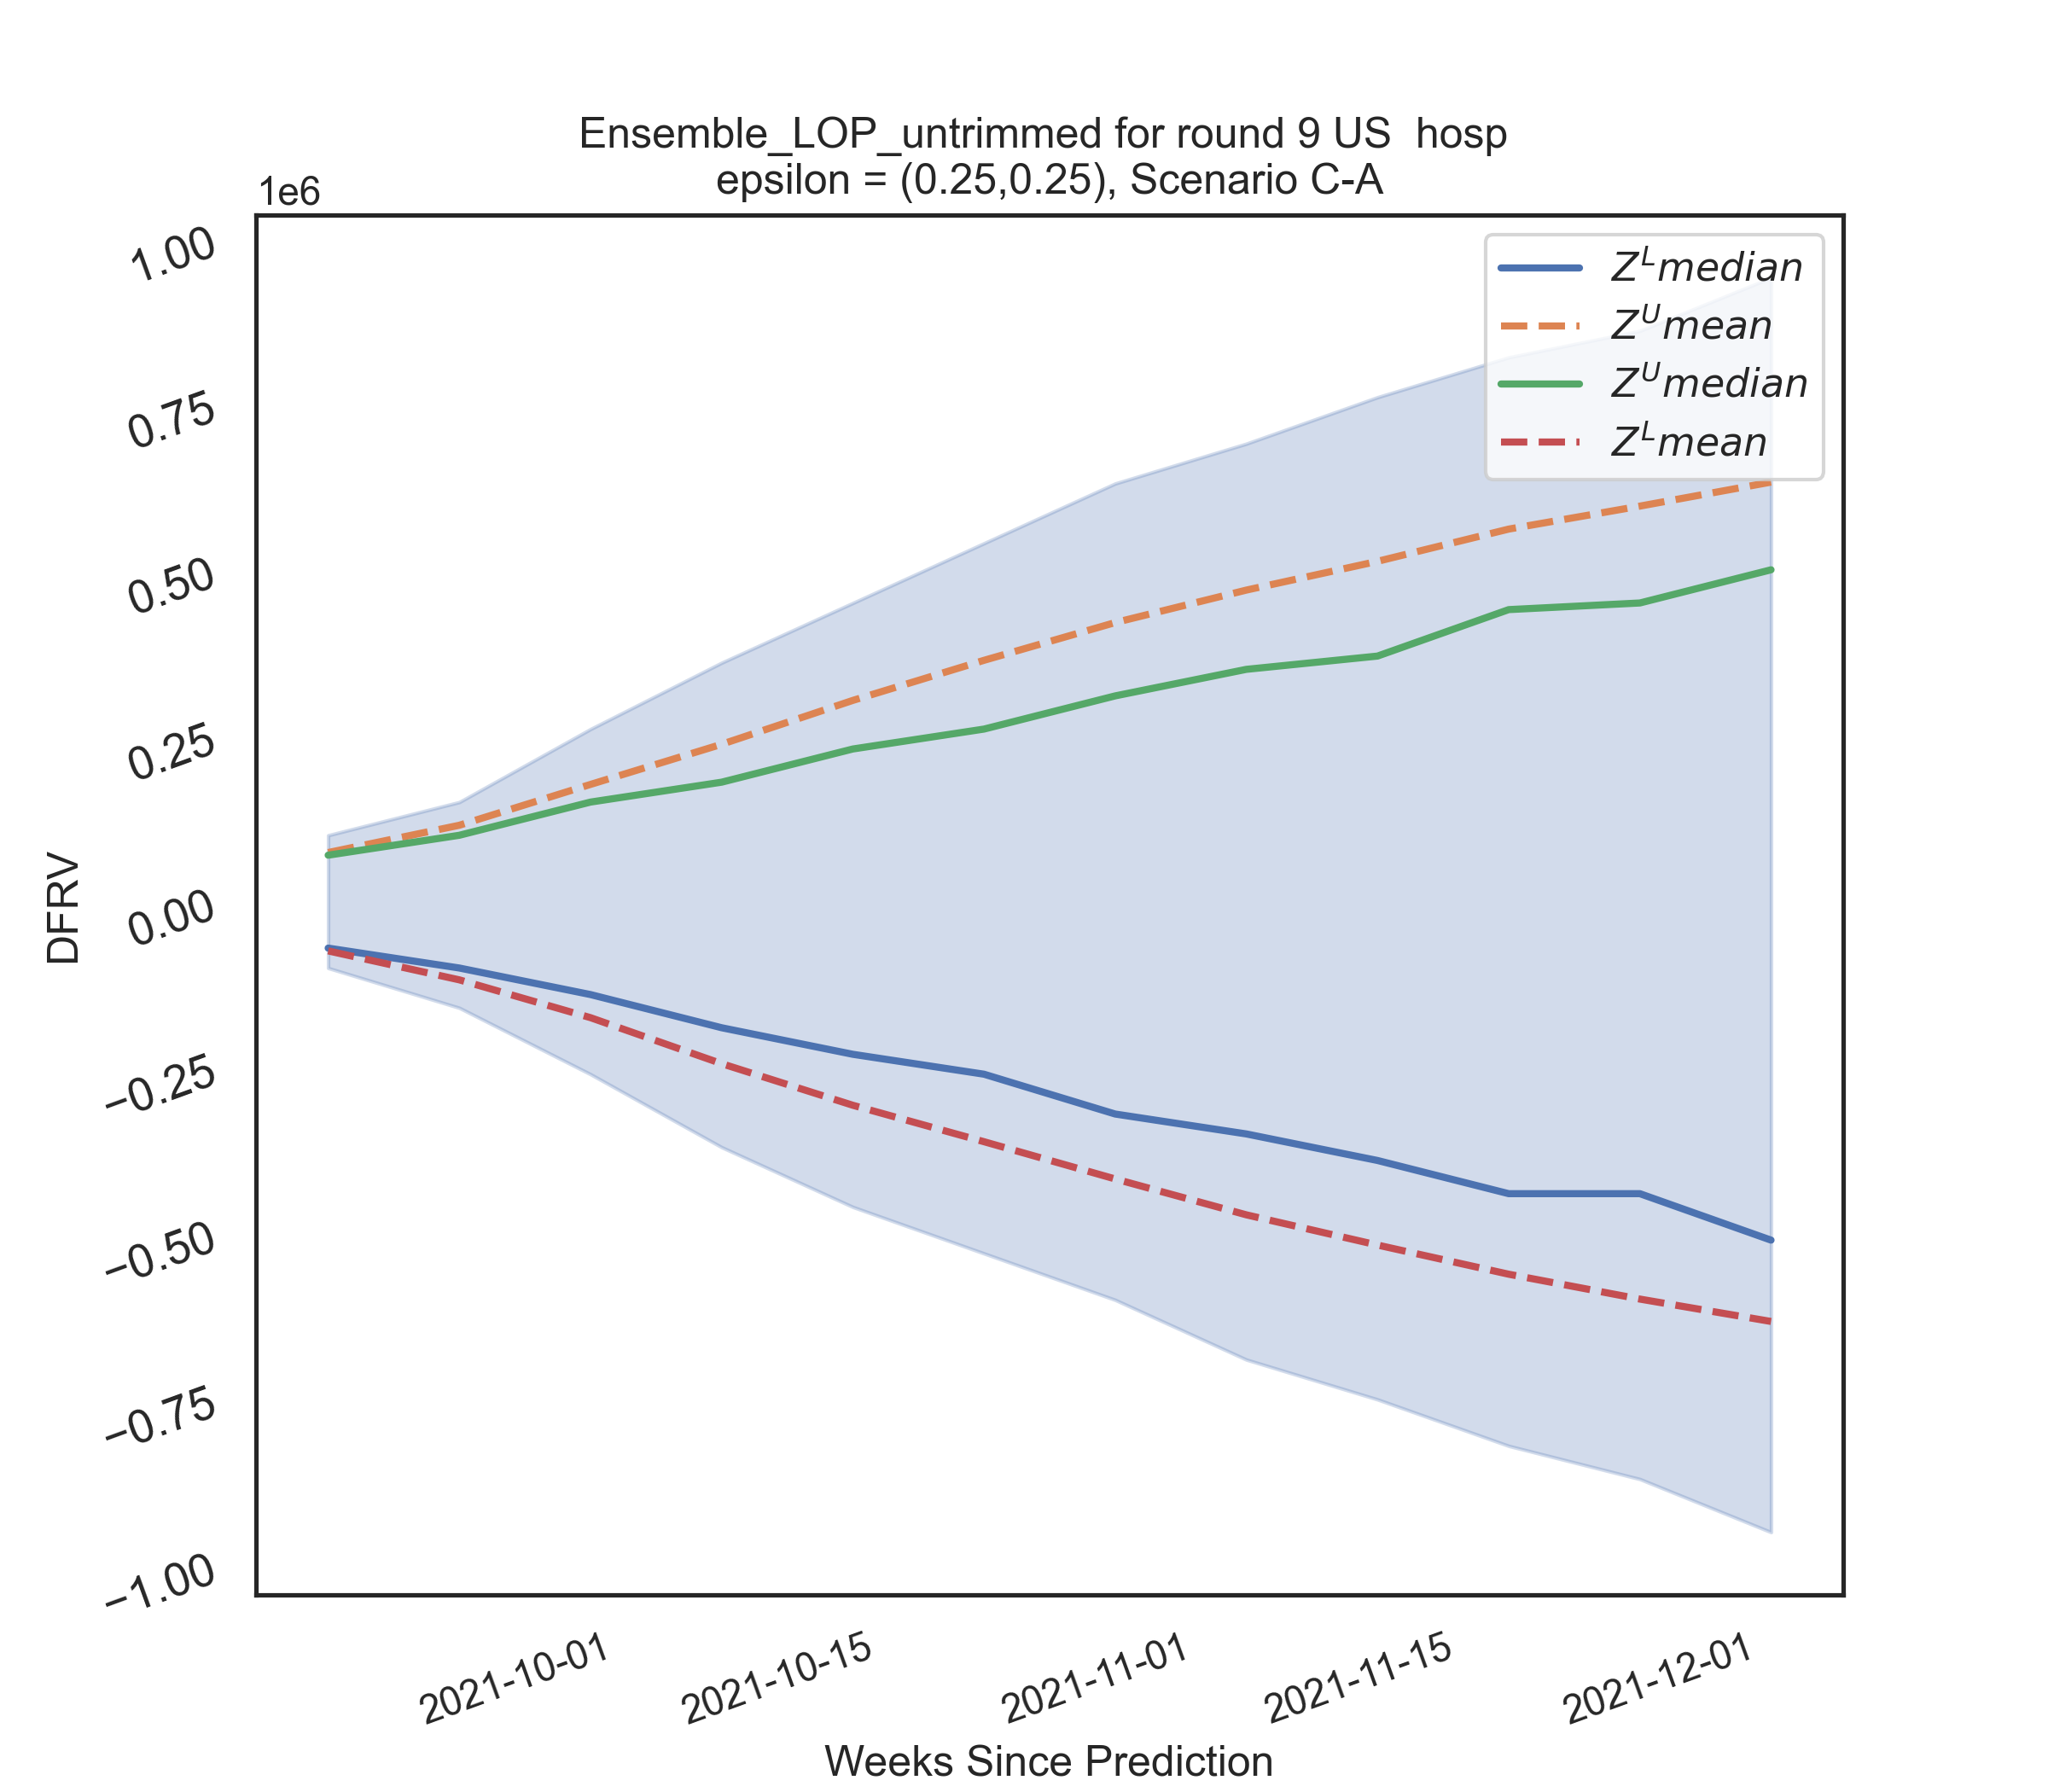 Ensemble_LOP_untrimmed for round 9 US  hosp
epsilon = (0.25,0.25), Scenario C-A
1e6
1.00
0.75
0.50
0.25
0.00
−0.25
−0.50
−0.75
−1.00
DFRV
Z^L median
Z^U mean
Z^U median
Z^L mean
2021-10-01
2021-10-15
2021-11-01
2021-11-15
2021-12-01
Weeks Since Prediction